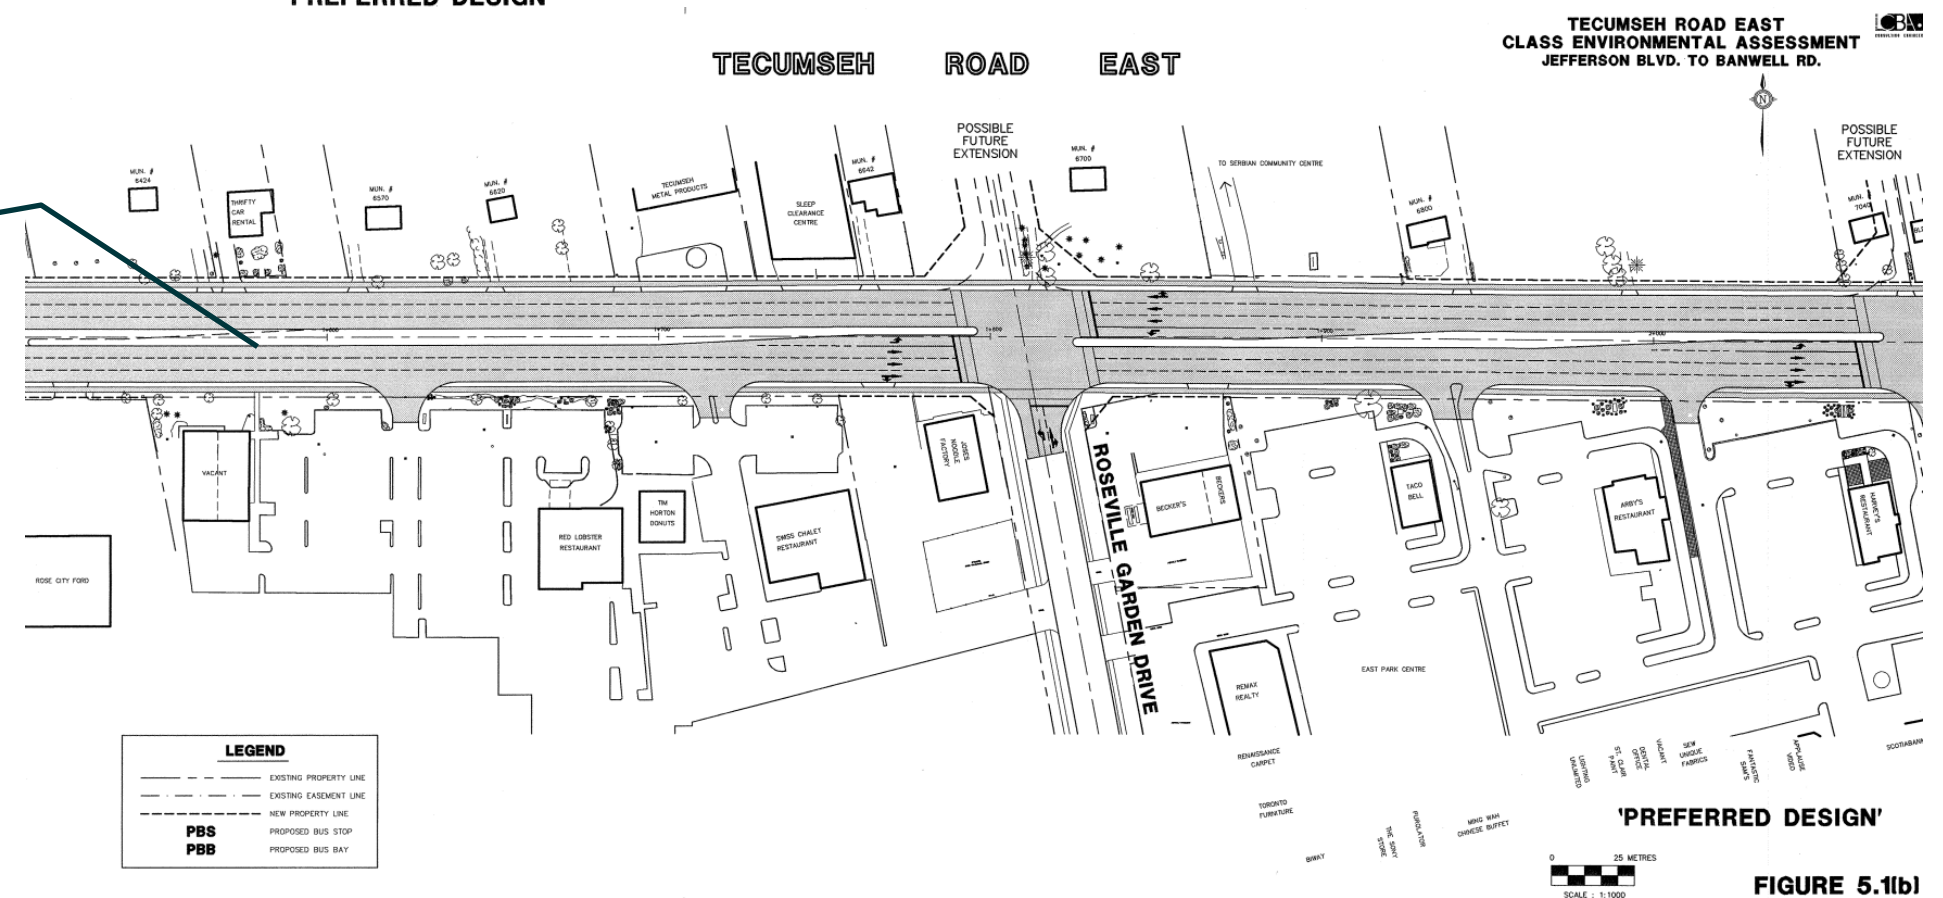 PREFERRED DESIGN
TECUMSEH ROAD EAST
TECUMSEH ROAD EAST
CLASS ENVIRONMENTAL ASSESSMENT
JEFFERSON BLVD. TO BANWELL RD.
N
POSSIBLE
FUTURE
EXTENSION
POSSIBLE
FUTURE
EXTENSION
MUN. #
6424
THRIFTY
CAR
RENTAL
MUN. #
6570
MUN. #
6620
TECUMSEH
METAL PRODUCTS
SLEEP
CLEARANCE
CENTRE
MUN. #
6642
MUN. #
6700
TO SERBIAN COMMUNITY CENTRE
MUN. #
6800
MUN. #
7040
VACANT
ROSE CITY FORD
RED LOBSTER
RESTAURANT
TIM
HORTON
DONUTS
SWISS CHALET
RESTAURANT
NOODLE
FACTORY
ROSEVILLE GARDEN DRIVE
BECKER'S
BECKERS
TACO
BELL
ARBY'S
RESTAURANT
HARVEY'S
RESTAURANT
REMAX
REALTY
EAST PARK CENTRE
RENAISSANCE
CARPET
TORONTO
FURNITURE
BIWAY
THE SONY
STORE
PUROLATOR
MING WAH
CHINESE BUFFET
LIGHTING
UNLIMITED
ST. CLAIR
PAINT
DENTAL
OFFICE
VACANT
SEW
UNIQUE
FABRICS
FANTASTIC
SAM'S
APPLAUSE
VIDEO
SCOTIABANK
LEGEND
EXISTING PROPERTY LINE
EXISTING EASEMENT LINE
NEW PROPERTY LINE
PBS PROPOSED BUS STOP
PBB PROPOSED BUS BAY
'PREFERRED DESIGN'
0 25 METRES
SCALE : 1:1000
FIGURE 5.1(b)